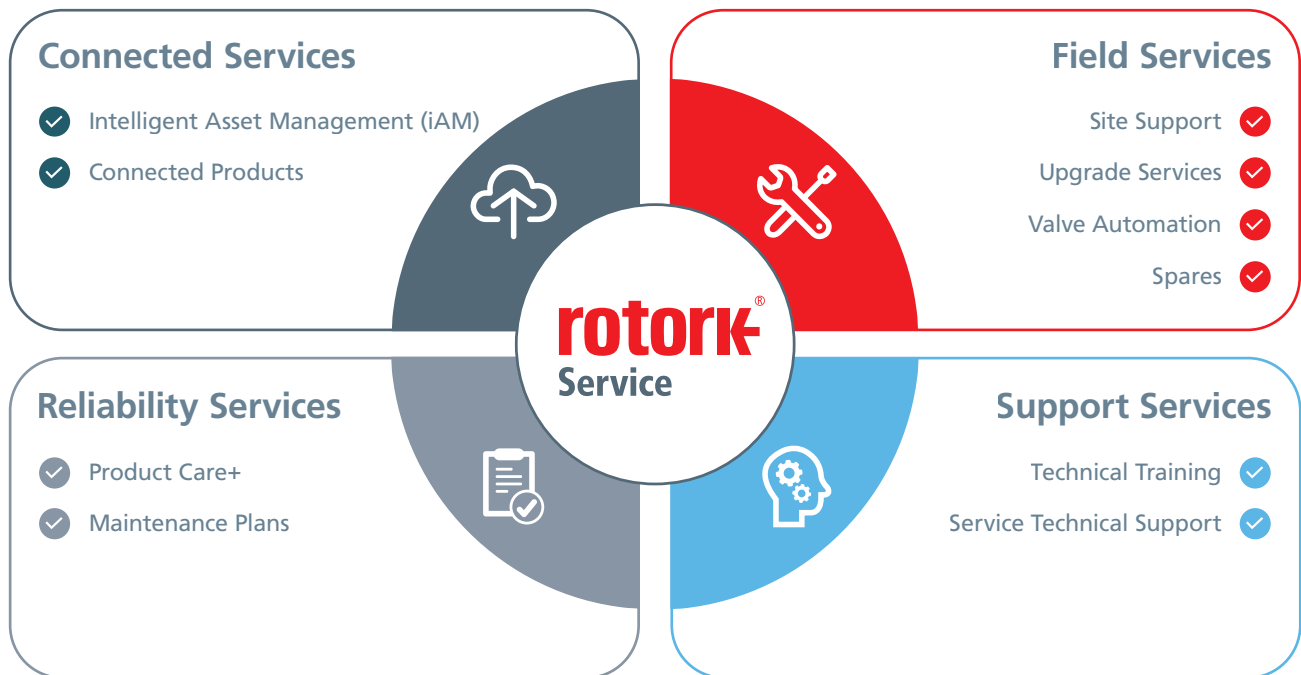 Connected Services
Intelligent Asset Management (iAM)
Connected Products
Field Services
Site Support
Upgrade Services
Valve Automation
Spares
rotork®
Service
Reliability Services
Product Care+
Maintenance Plans
Support Services
Technical Training
Service Technical Support